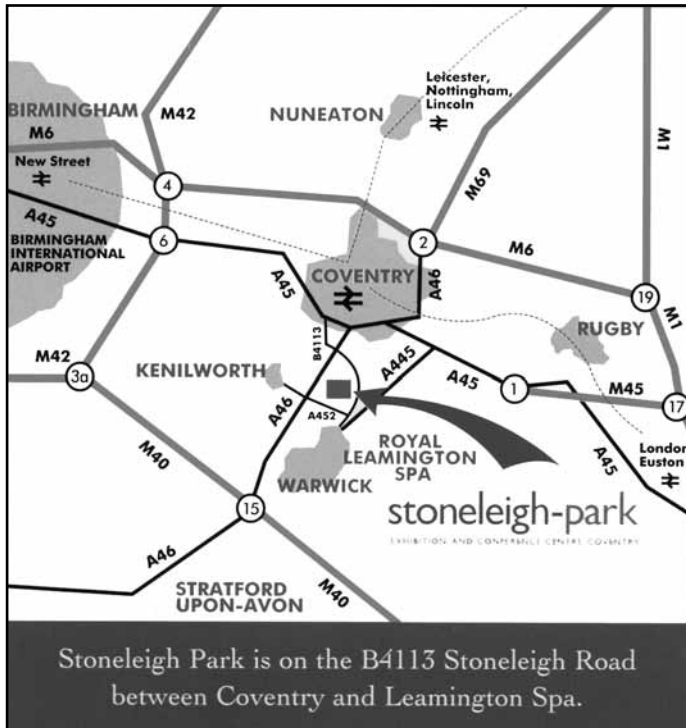 BIRMINGHAM
M6
New Street
A45
BIRMINGHAM
INTERNATIONAL
AIRPORT
M42
4
6
NUNEATON
Leicester,
Nottingham,
Lincoln
M69
M1
2
M6
19
M1
A45
COVENTRY
A46
RUGBY
M42
3a
KENILWORTH
B4113
A445
A46
A452
A45
1
M45
17
M40
WARWICK
ROYAL
LEAMINGTON
SPA
A45
London
Euston
15
stoneleigh-park
EXHIBITION AND CONFERENCE CENTRE COVENTRY
A46
STRATFORD
UPON-AVON
M40
Stoneleigh Park is on the B4113 Stoneleigh Road
between Coventry and Leamington Spa.